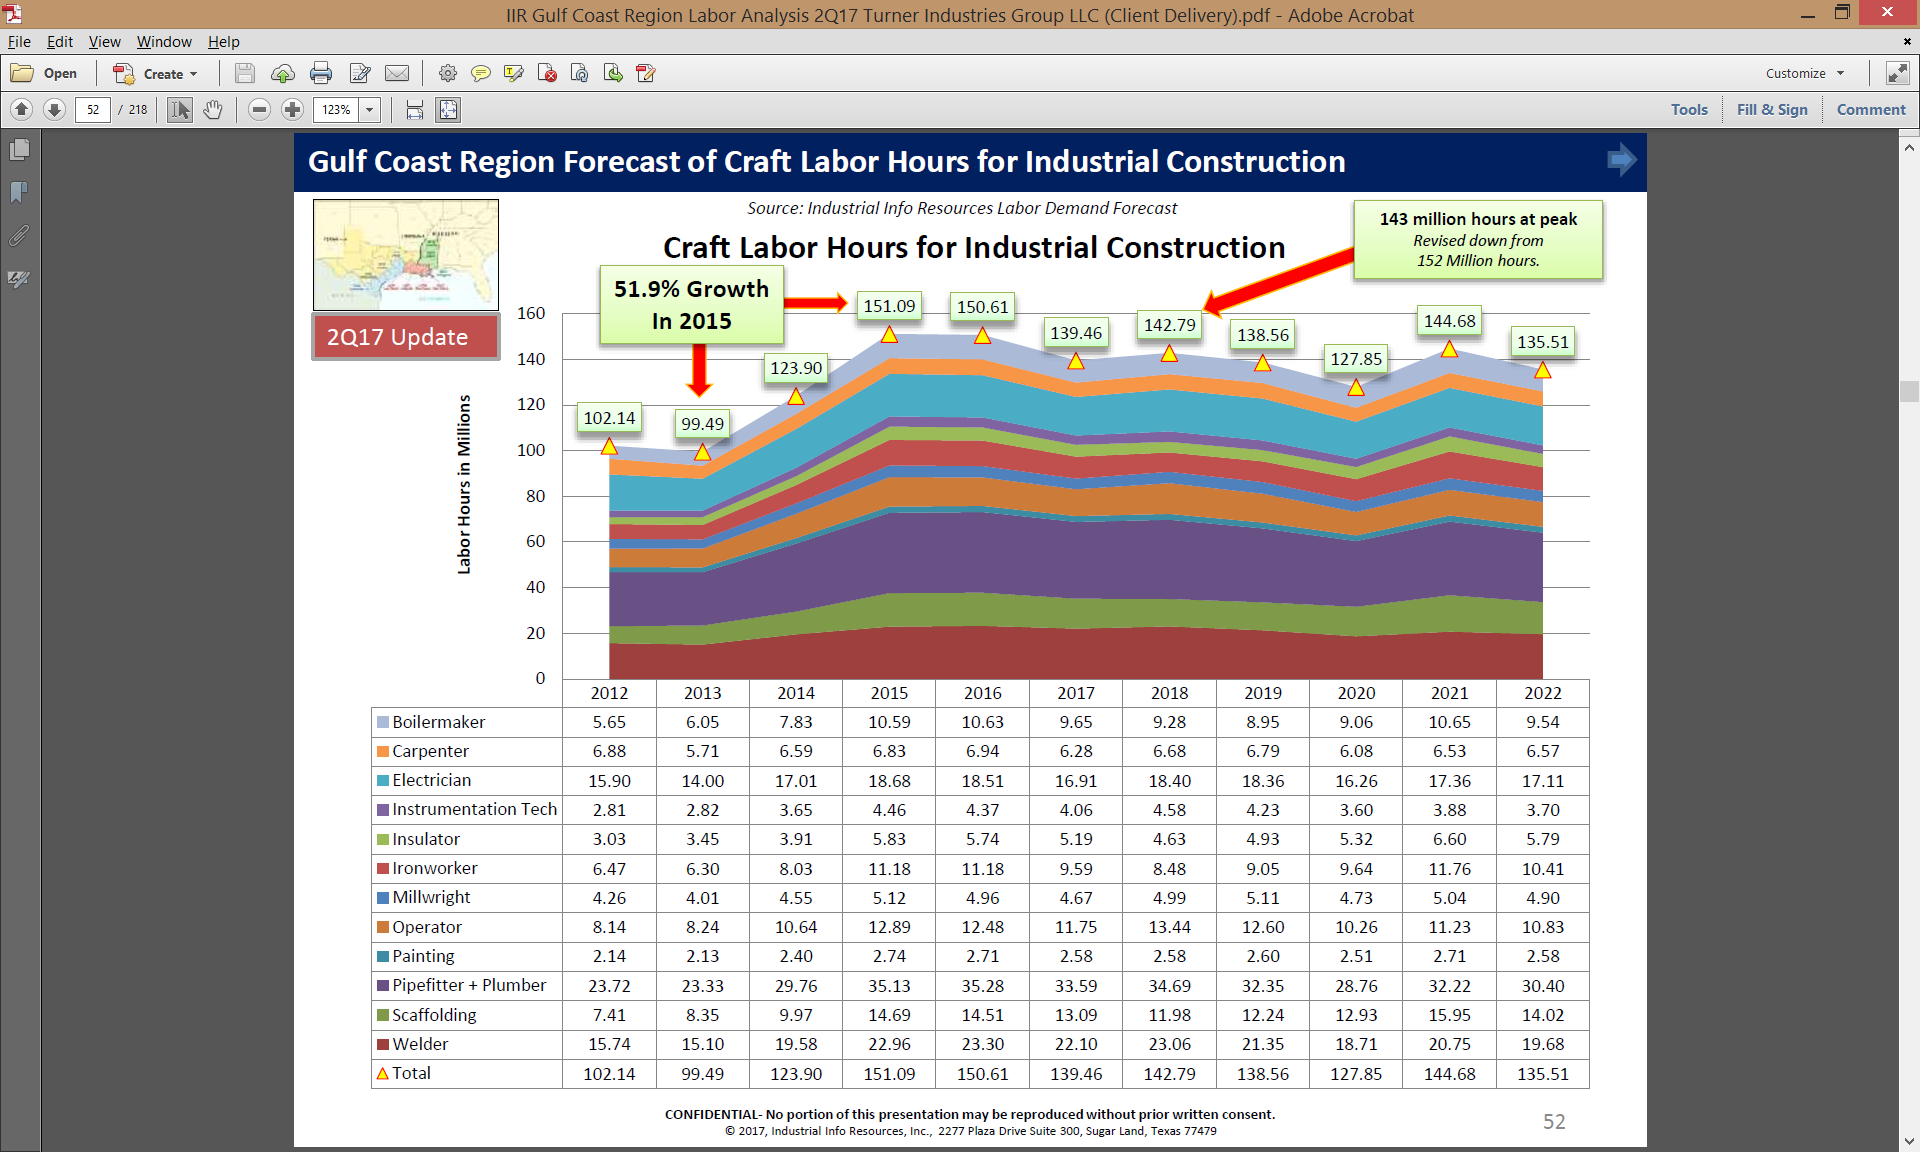 IIR Gulf Coast Region Labor Analysis 2Q17 Turner Industries Group LLC (Client Delivery).pdf - Adobe Acrobat
File Edit View Window Help
Open Create Customize
52 / 218 123% Tools Fill & Sign Comment
Gulf Coast Region Forecast of Craft Labor Hours for Industrial Construction
Source: Industrial Info Resources Labor Demand Forecast
Craft Labor Hours for Industrial Construction
143 million hours at peak
Revised down from
152 Million hours.
51.9% Growth
In 2015
2Q17 Update
Labor Hours in Millions
160
140
120
100
80
60
40
20
0
102.14 99.49 123.90 151.09 150.61 139.46 142.79 138.56 127.85 144.68 135.51
2012 2013 2014 2015 2016 2017 2018 2019 2020 2021 2022
Boilermaker 5.65 6.05 7.83 10.59 10.63 9.65 9.28 8.95 9.06 10.65 9.54
Carpenter 6.88 5.71 6.59 6.83 6.94 6.28 6.68 6.79 6.08 6.53 6.57
Electrician 15.90 14.00 17.01 18.68 18.51 16.91 18.40 18.36 16.26 17.36 17.11
Instrumentation Tech 2.81 2.82 3.65 4.46 4.37 4.06 4.58 4.23 3.60 3.88 3.70
Insulator 3.03 3.45 3.91 5.83 5.74 5.19 4.63 4.93 5.32 6.60 5.79
Ironworker 6.47 6.30 8.03 11.18 11.18 9.59 8.48 9.05 9.64 11.76 10.41
Millwright 4.26 4.01 4.55 5.12 4.96 4.67 4.99 5.11 4.73 5.04 4.90
Operator 8.14 8.24 10.64 12.89 12.48 11.75 13.44 12.60 10.26 11.23 10.83
Painting 2.14 2.13 2.40 2.74 2.71 2.58 2.58 2.60 2.51 2.71 2.58
Pipefitter + Plumber 23.72 23.33 29.76 35.13 35.28 33.59 34.69 32.35 28.76 32.22 30.40
Scaffolding 7.41 8.35 9.97 14.69 14.51 13.09 11.98 12.24 12.93 15.95 14.02
Welder 15.74 15.10 19.58 22.96 23.30 22.10 23.06 21.35 18.71 20.75 19.68
Total 102.14 99.49 123.90 151.09 150.61 139.46 142.79 138.56 127.85 144.68 135.51
CONFIDENTIAL- No portion of this presentation may be reproduced without prior written consent.
© 2017, Industrial Info Resources, Inc., 2277 Plaza Drive Suite 300, Sugar Land, Texas 77479
52